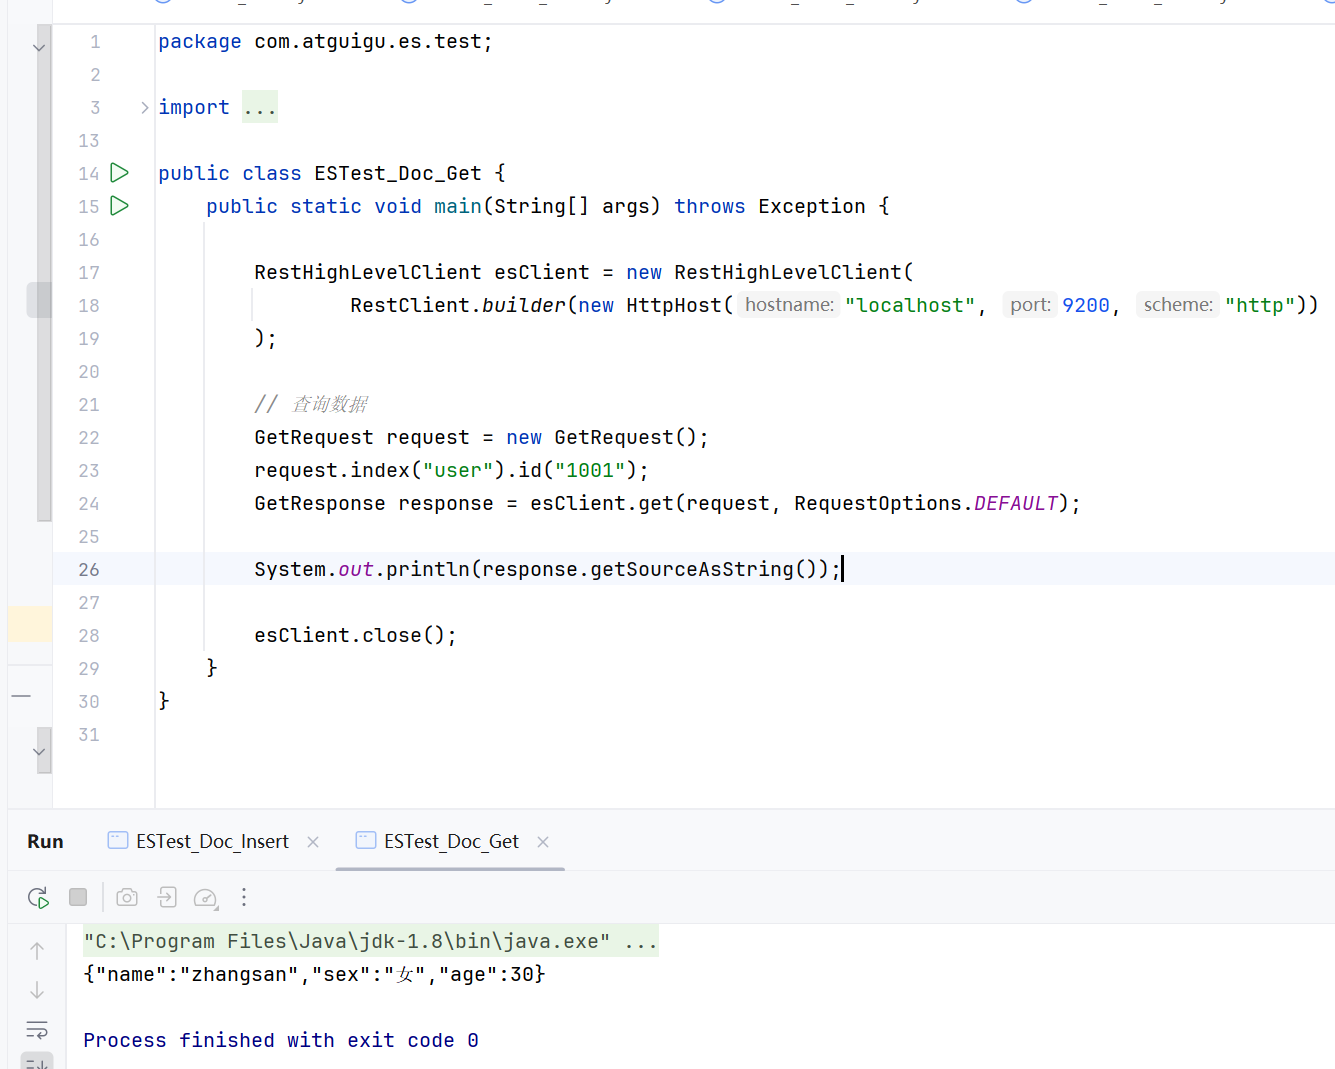 1 package com.atguigu.es.test;
2
3 import ...
13
14 public class ESTest_Doc_Get {
15 public static void main(String[] args) throws Exception {
16
17 RestHighLevelClient esClient = new RestHighLevelClient(
18 RestClient.builder(new HttpHost( hostname: "localhost", port: 9200, scheme: "http"))
19 );
20
21 // 查询数据
22 GetRequest request = new GetRequest();
23 request.index("user").id("1001");
24 GetResponse response = esClient.get(request, RequestOptions.DEFAULT);
25
26 System.out.println(response.getSourceAsString());
27
28 esClient.close();
29 }
30 }
31
Run ESTest_Doc_Insert ESTest_Doc_Get
"C:\Program Files\Java\jdk-1.8\bin\java.exe" ...
{"name":"zhangsan","sex":"女","age":30}
Process finished with exit code 0